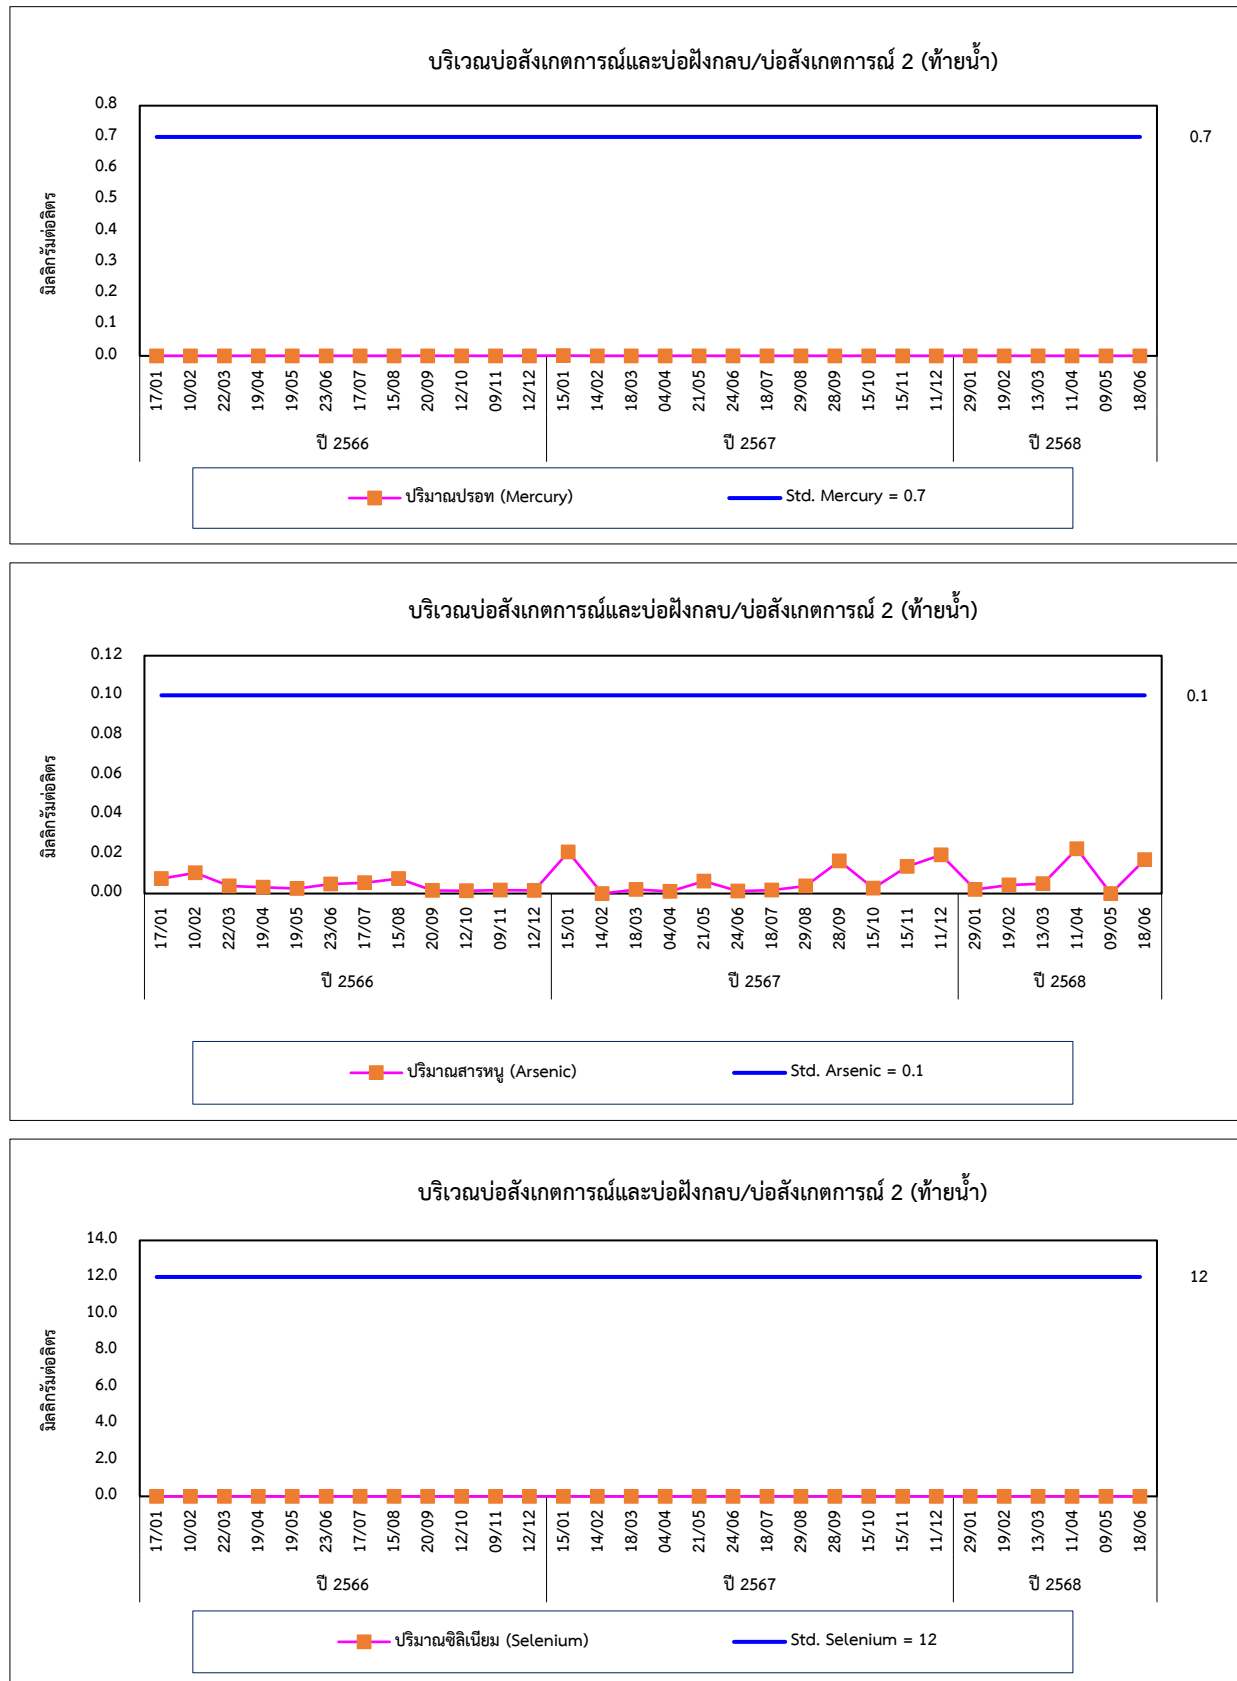 บริเวณบ่อสังเกตการณ์และบ่อฝังกลบ/บ่อสังเกตการณ์ 2 (ท้ายน้ำ)
มิลลิกรัมต่อลิตร
0.8
0.7
0.6
0.5
0.4
0.3
0.2
0.1
0.0
0.7
17/01 10/02 22/03 19/04 19/05 23/06 17/07 15/08 20/09 12/10 09/11 12/12 15/01 14/02 18/03 04/04 21/05 24/06 18/07 29/08 28/09 15/10 15/11 11/12 29/01 19/02 13/03 11/04 09/05 18/06
ปี 2566 ปี 2567 ปี 2568
ปริมาณปรอท (Mercury) Std. Mercury = 0.7
บริเวณบ่อสังเกตการณ์และบ่อฝังกลบ/บ่อสังเกตการณ์ 2 (ท้ายน้ำ)
มิลลิกรัมต่อลิตร
0.12
0.10
0.08
0.06
0.04
0.02
0.00
0.1
17/01 10/02 22/03 19/04 19/05 23/06 17/07 15/08 20/09 12/10 09/11 12/12 15/01 14/02 18/03 04/04 21/05 24/06 18/07 29/08 28/09 15/10 15/11 11/12 29/01 19/02 13/03 11/04 09/05 18/06
ปี 2566 ปี 2567 ปี 2568
ปริมาณสารหนู (Arsenic) Std. Arsenic = 0.1
บริเวณบ่อสังเกตการณ์และบ่อฝังกลบ/บ่อสังเกตการณ์ 2 (ท้ายน้ำ)
มิลลิกรัมต่อลิตร
14.0
12.0
10.0
8.0
6.0
4.0
2.0
0.0
12
17/01 10/02 22/03 19/04 19/05 23/06 17/07 15/08 20/09 12/10 09/11 12/12 15/01 14/02 18/03 04/04 21/05 24/06 18/07 29/08 28/09 15/10 15/11 11/12 29/01 19/02 13/03 11/04 09/05 18/06
ปี 2566 ปี 2567 ปี 2568
ปริมาณซิลิเนียม (Selenium) Std. Selenium = 12